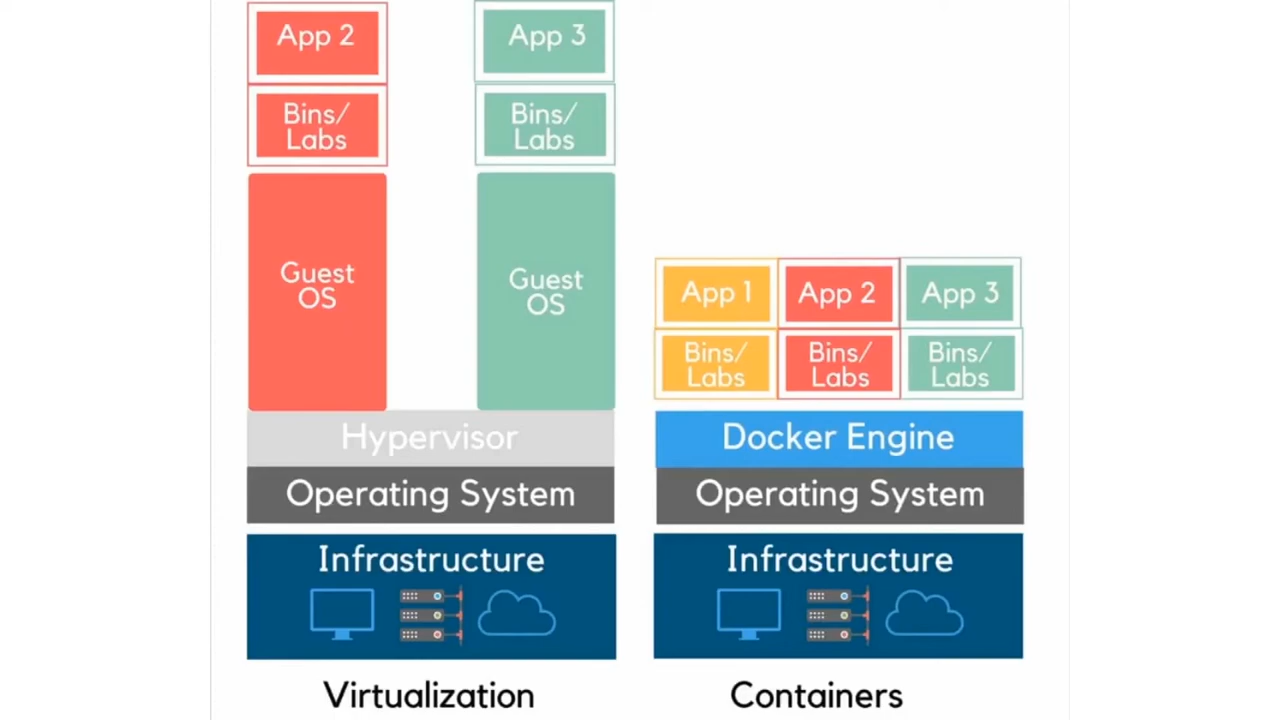 App 2
Bins/
Labs
Guest
OS
App 3
Bins/
Labs
Guest
OS
Hypervisor
Operating System
Infrastructure
Virtualization
App 1
App 2
App 3
Bins/
Labs
Bins/
Labs
Bins/
Labs
Docker Engine
Operating System
Infrastructure
Containers